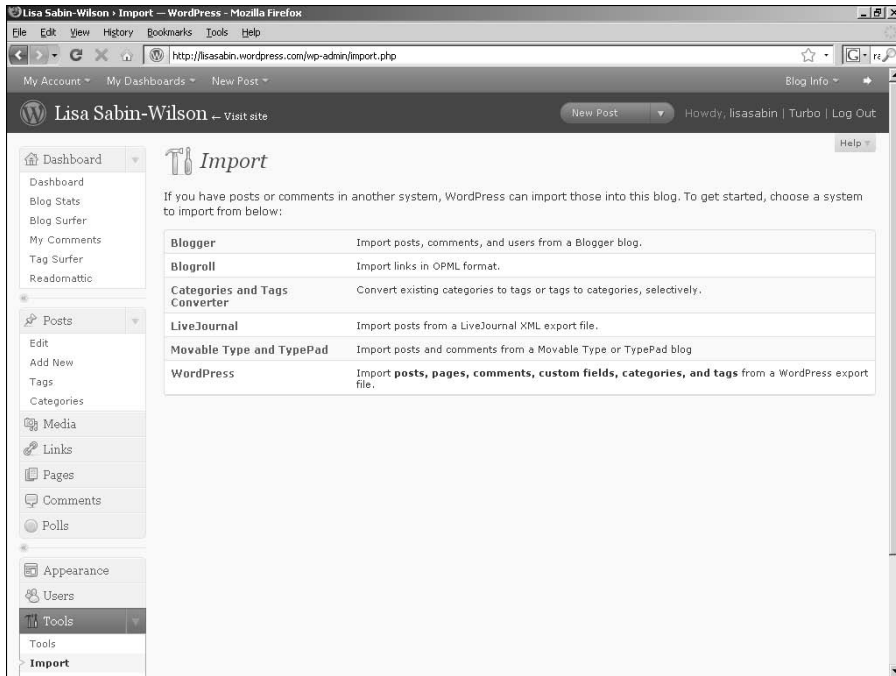 Lisa Sabin-Wilson › Import — WordPress - Mozilla Firefox
File Edit View History Bookmarks Tools Help
http://lisasabin.wordpress.com/wp-admin/import.php
My Account My Dashboards New Post Blog Info
Lisa Sabin-Wilson ← Visit site New Post Howdy, lisasabin | Turbo | Log Out
Help
Import
If you have posts or comments in another system, WordPress can import those into this blog. To get started, choose a system
to import from below:
Blogger Import posts, comments, and users from a Blogger blog.
Blogroll Import links in OPML format.
Categories and Tags Convert existing categories to tags or tags to categories, selectively.
Converter
LiveJournal Import posts from a LiveJournal XML export file.
Movable Type and TypePad Import posts and comments from a Movable Type or TypePad blog
WordPress Import posts, pages, comments, custom fields, categories, and tags from a WordPress export
file.
Dashboard
Dashboard
Blog Stats
Blog Surfer
My Comments
Tag Surfer
Readomattic
Posts
Edit
Add New
Tags
Categories
Media
Links
Pages
Comments
Polls
Appearance
Users
Tools
Tools
Import